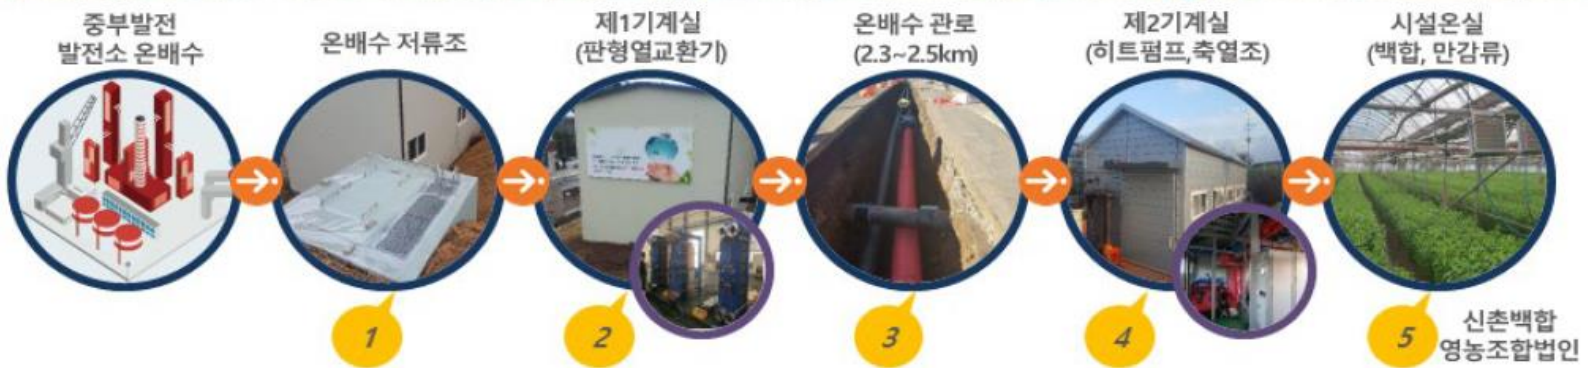 중부발전
발전소 온배수
온배수 저류조
제1기계실
(판형열교환기)
온배수 관로
(2.3~2.5km)
제2기계실
(히트펌프,축열조)
시설온실
(백합, 만감류)
1
2
3
4
5
신촌백합
영농조합법인